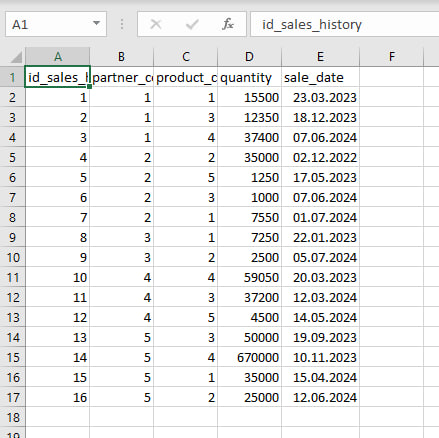 A1 fx id_sales_history
A B C D E F
1 id_sales_h partner_co product_c quantity sale_date
2 1 1 1 15500 23.03.2023
3 2 1 3 12350 18.12.2023
4 3 1 4 37400 07.06.2024
5 4 2 2 35000 02.12.2022
6 5 2 5 1250 17.05.2023
7 6 2 3 1000 07.06.2024
8 7 2 1 7550 01.07.2024
9 8 3 1 7250 22.01.2023
10 9 3 2 2500 05.07.2024
11 10 4 4 59050 20.03.2023
12 11 4 3 37200 12.03.2024
13 12 4 5 4500 14.05.2024
14 13 5 3 50000 19.09.2023
15 14 5 4 670000 10.11.2023
16 15 5 1 35000 15.04.2024
17 16 5 2 25000 12.06.2024
18
19